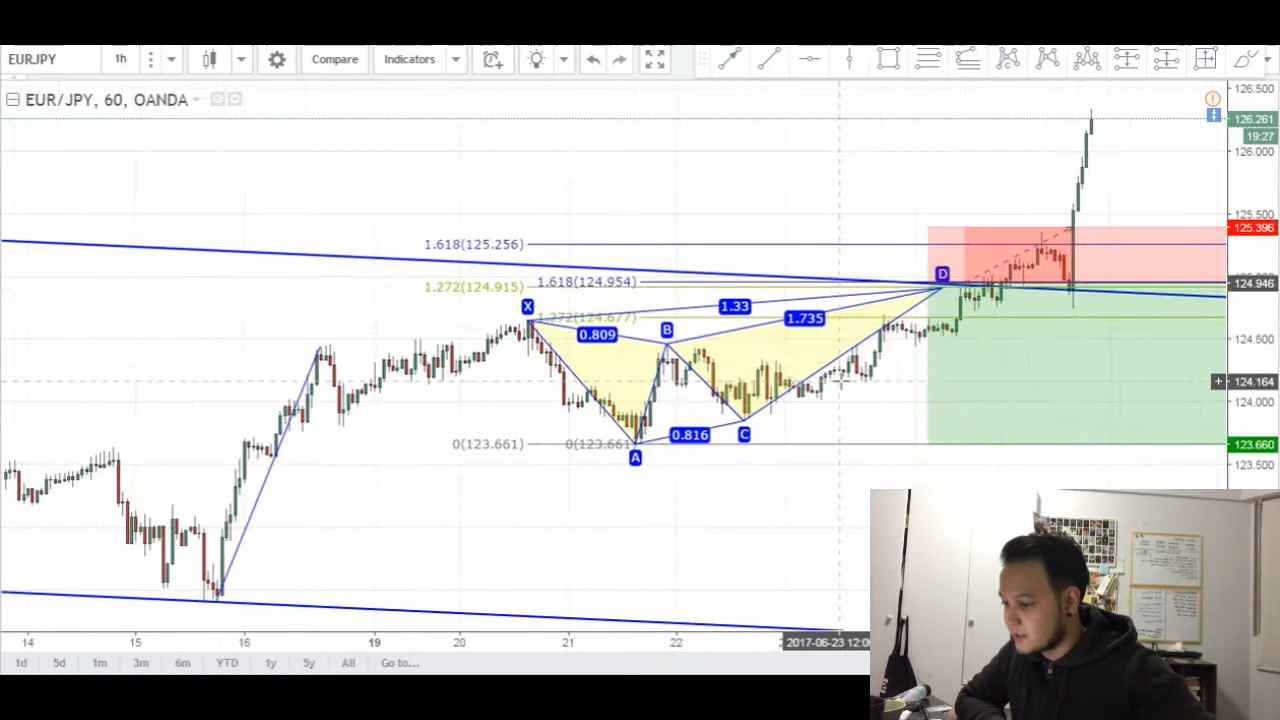 EURJPY 1h Compare Indicators
EUR/JPY, 60, OANDA
126.500
126.261
19:27
126.000
125.500
125.396
1.618(125.256)
1.618(124.954)
1.272(124.915)
D
124.946
X
1.33
1.272(124.677)
1.735
0.809
B
124.500
124.164
124.000
0.816
C
0(123.661)
0(123.661)
123.660
A
123.500
14 15 16 19 20 21 22 2017-06-23 12:0
1d 5d 1m 3m 6m YTD 1y 5y All Go to...